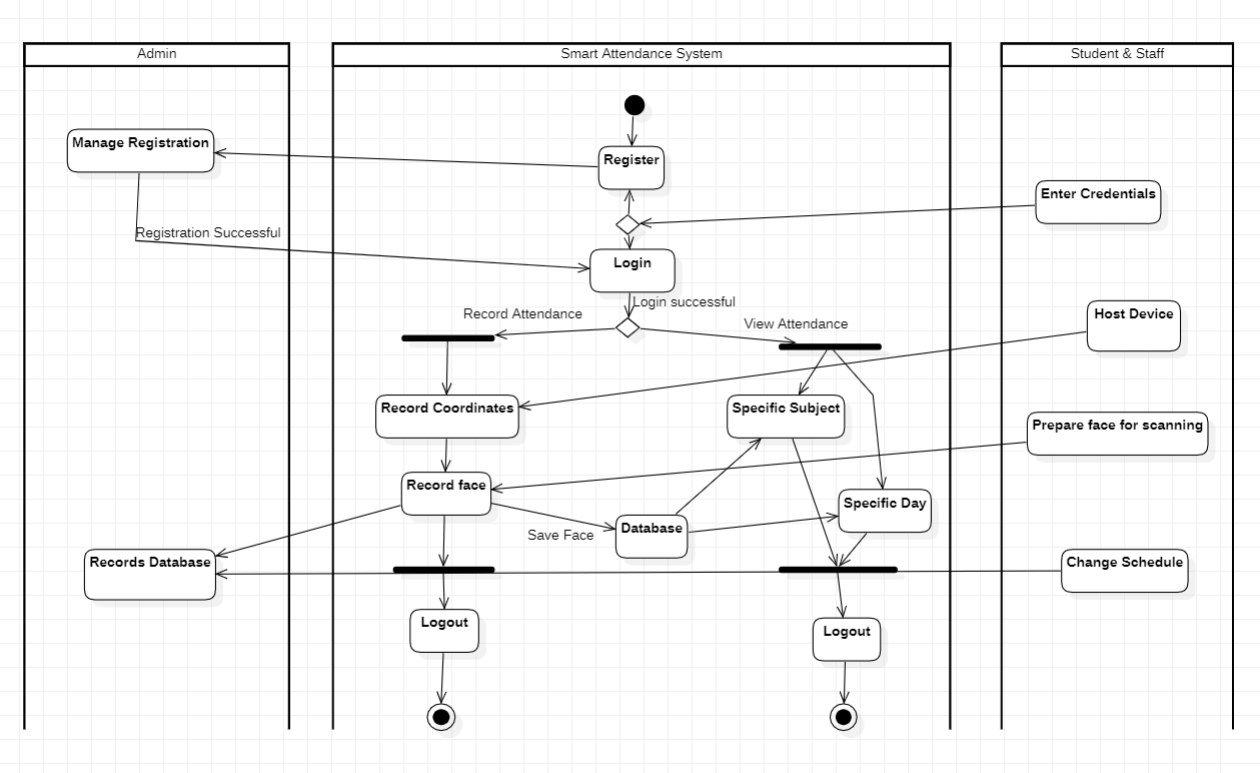 Admin
Smart Attendance System
Student & Staff
Manage Registration
Register
Enter Credentials
Registration Successful
Login
Login successful
Record Attendance
View Attendance
Host Device
Record Coordinates
Specific Subject
Prepare face for scanning
Record face
Specific Day
Save Face
Database
Records Database
Change Schedule
Logout
Logout